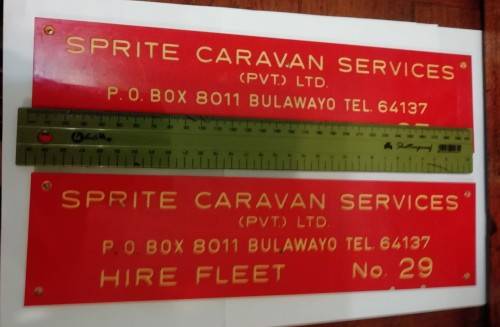 SPRITE CARAVAN SERVICES
(PVT.) LTD.
P. O. BOX 8011 BULAWAYO TEL. 64137
Shatterproof
SPRITE CARAVAN SERVICES
(PVT.) LTD.
P. O BOX 8011 BULAWAYO TEL. 64137
HIRE FLEET No. 29